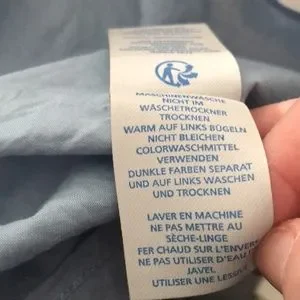 MASCHINENWÄSCHE
NICHT IM
WÄSCHETROCKNER
TROCKNEN
WARM AUF LINKS BÜGELN
NICHT BLEICHEN
COLORWASCHMITTEL
VERWENDEN
DUNKLE FARBEN SEPARAT
UND AUF LINKS WASCHEN
UND TROCKNEN
LAVER EN MACHINE
NE PAS METTRE AU
SÈCHE-LINGE
FER CHAUD SUR L'ENVERS
NE PAS UTILISER D'EAU DE
JAVEL
UTILISER UNE